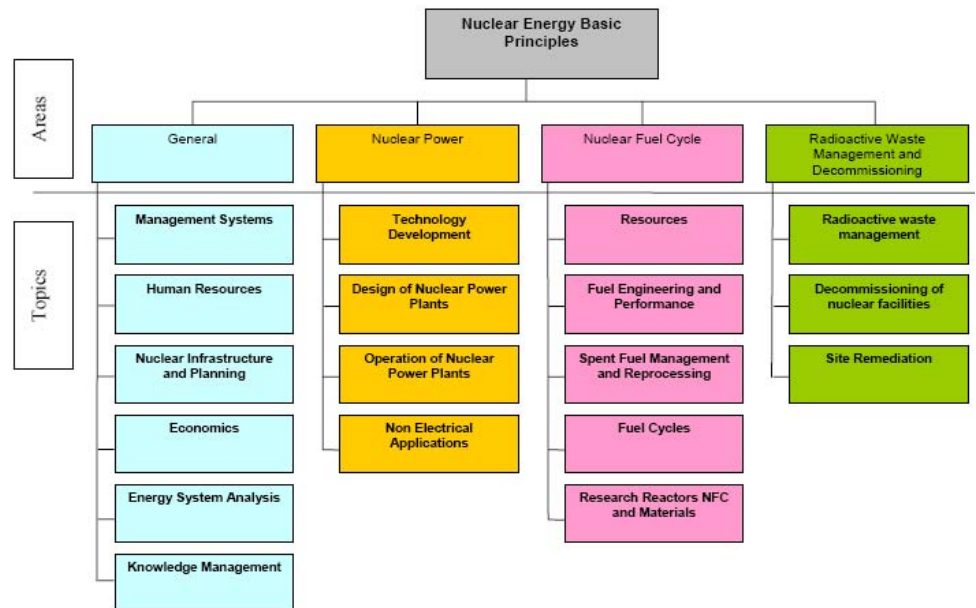 Nuclear Energy Basic
Principles
Areas
General
Nuclear Power
Nuclear Fuel Cycle
Radioactive Waste
Management and
Decommissioning
Topics
Management Systems
Human Resources
Nuclear Infrastructure
and Planning
Economics
Energy System Analysis
Knowledge Management
Technology
Development
Design of Nuclear Power
Plants
Operation of Nuclear
Power Plants
Non Electrical
Applications
Resources
Fuel Engineering and
Performance
Spent Fuel Management
and Reprocessing
Fuel Cycles
Research Reactors NFC
and Materials
Radioactive waste
management
Decommissioning of
nuclear facilities
Site Remediation